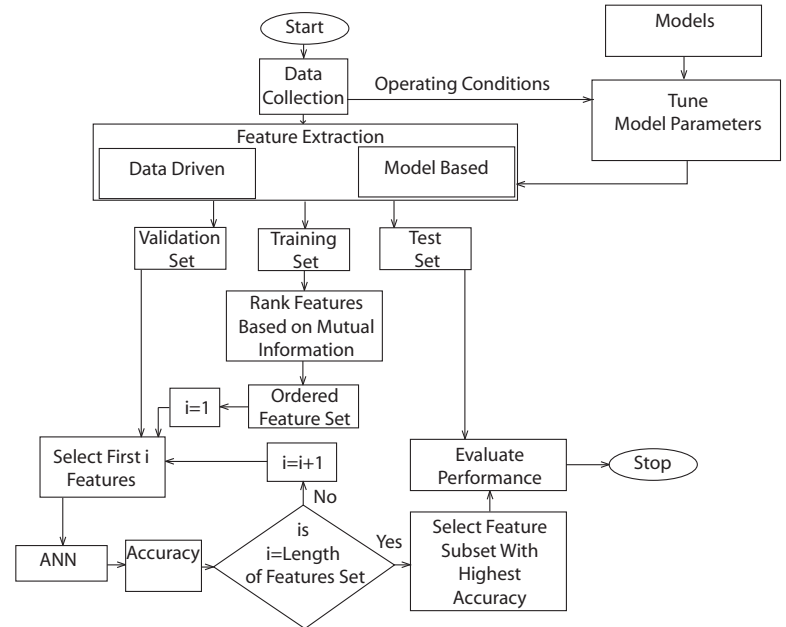 Start
Models
Data
Collection
Operating Conditions
Tune
Model Parameters
Feature Extraction
Data Driven
Model Based
Validation
Set
Training
Set
Test
Set
Rank Features
Based on Mutual
Information
i=1
Ordered
Feature Set
Select First i
Features
i=i+1
Evaluate
Performance
Stop
No
ANN
Accuracy
is
i=Length
of Features Set
Yes
Select Feature
Subset With
Highest
Accuracy